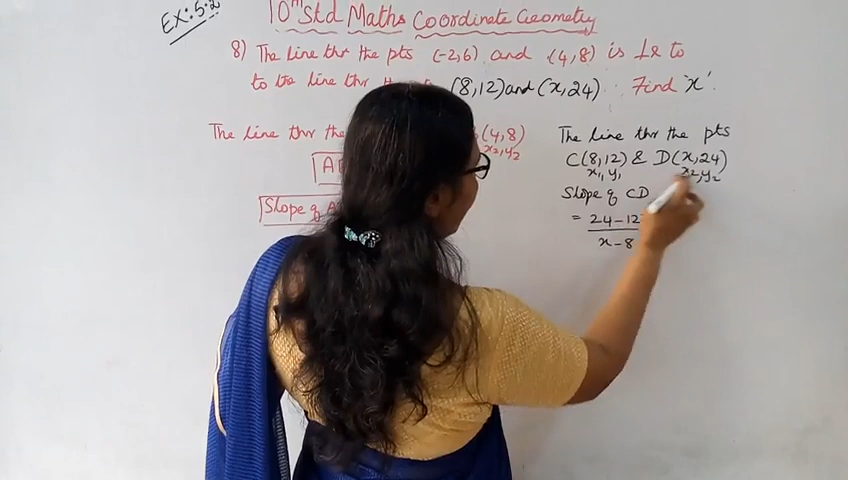 EX: 5.2
10th Std Maths Coordinate Geometry
8) The line thr the pts (-2,6) and (4,8) is ⊥r to
to the line thr the (8,12) and (x,24) Find 'x'.
The line thr (4,8)
x2,y2
Slope of
The line thr the pts
C(8,12) & D(x,24)
x1,y1 x2,y2
Slope of CD
= 24-12
x-8